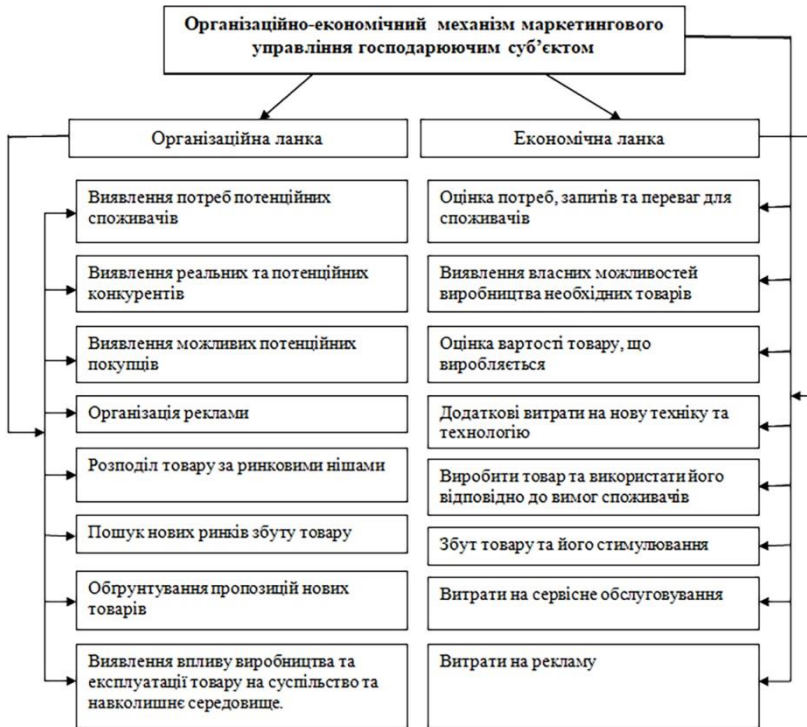 Організаційно-економічний механізм маркетингового
управління господарюючим суб’єктом
Організаційна ланка
Економічна ланка
Виявлення потреб потенційних
споживачів
Оцінка потреб, запитів та переваг для
споживачів
Виявлення реальних та потенційних
конкурентів
Виявлення власних можливостей
виробництва необхідних товарів
Виявлення можливих потенційних
покупців
Оцінка вартості товару, що
виробляється
Організація реклами
Додаткові витрати на нову техніку та
технологію
Розподіл товару за ринковими нішами
Виробити товар та використати його
відповідно до вимог споживачів
Пошук нових ринків збуту товару
Збут товару та його стимулювання
Обґрунтування пропозицій нових
товарів
Витрати на сервісне обслуговування
Виявлення впливу виробництва та
експлуатації товару на суспільство та
навколишнє середовище.
Витрати на рекламу